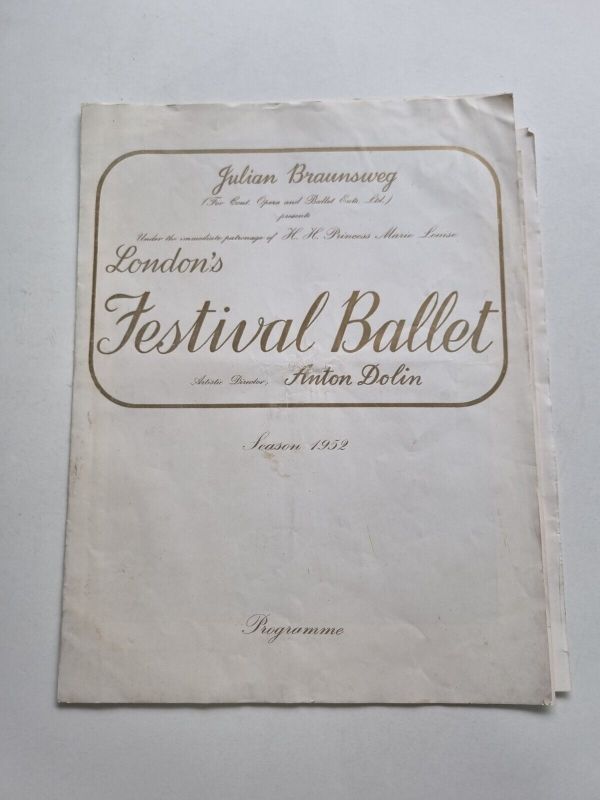 Julian Braunsweg
(For Cont. Opera and Ballet Ents. Ltd.)
presents
Under the immediate patronage of H. H. Princess Marie Louise
London's
Festival Ballet
Artistic Director, Anton Dolin
Season 1952
Programme